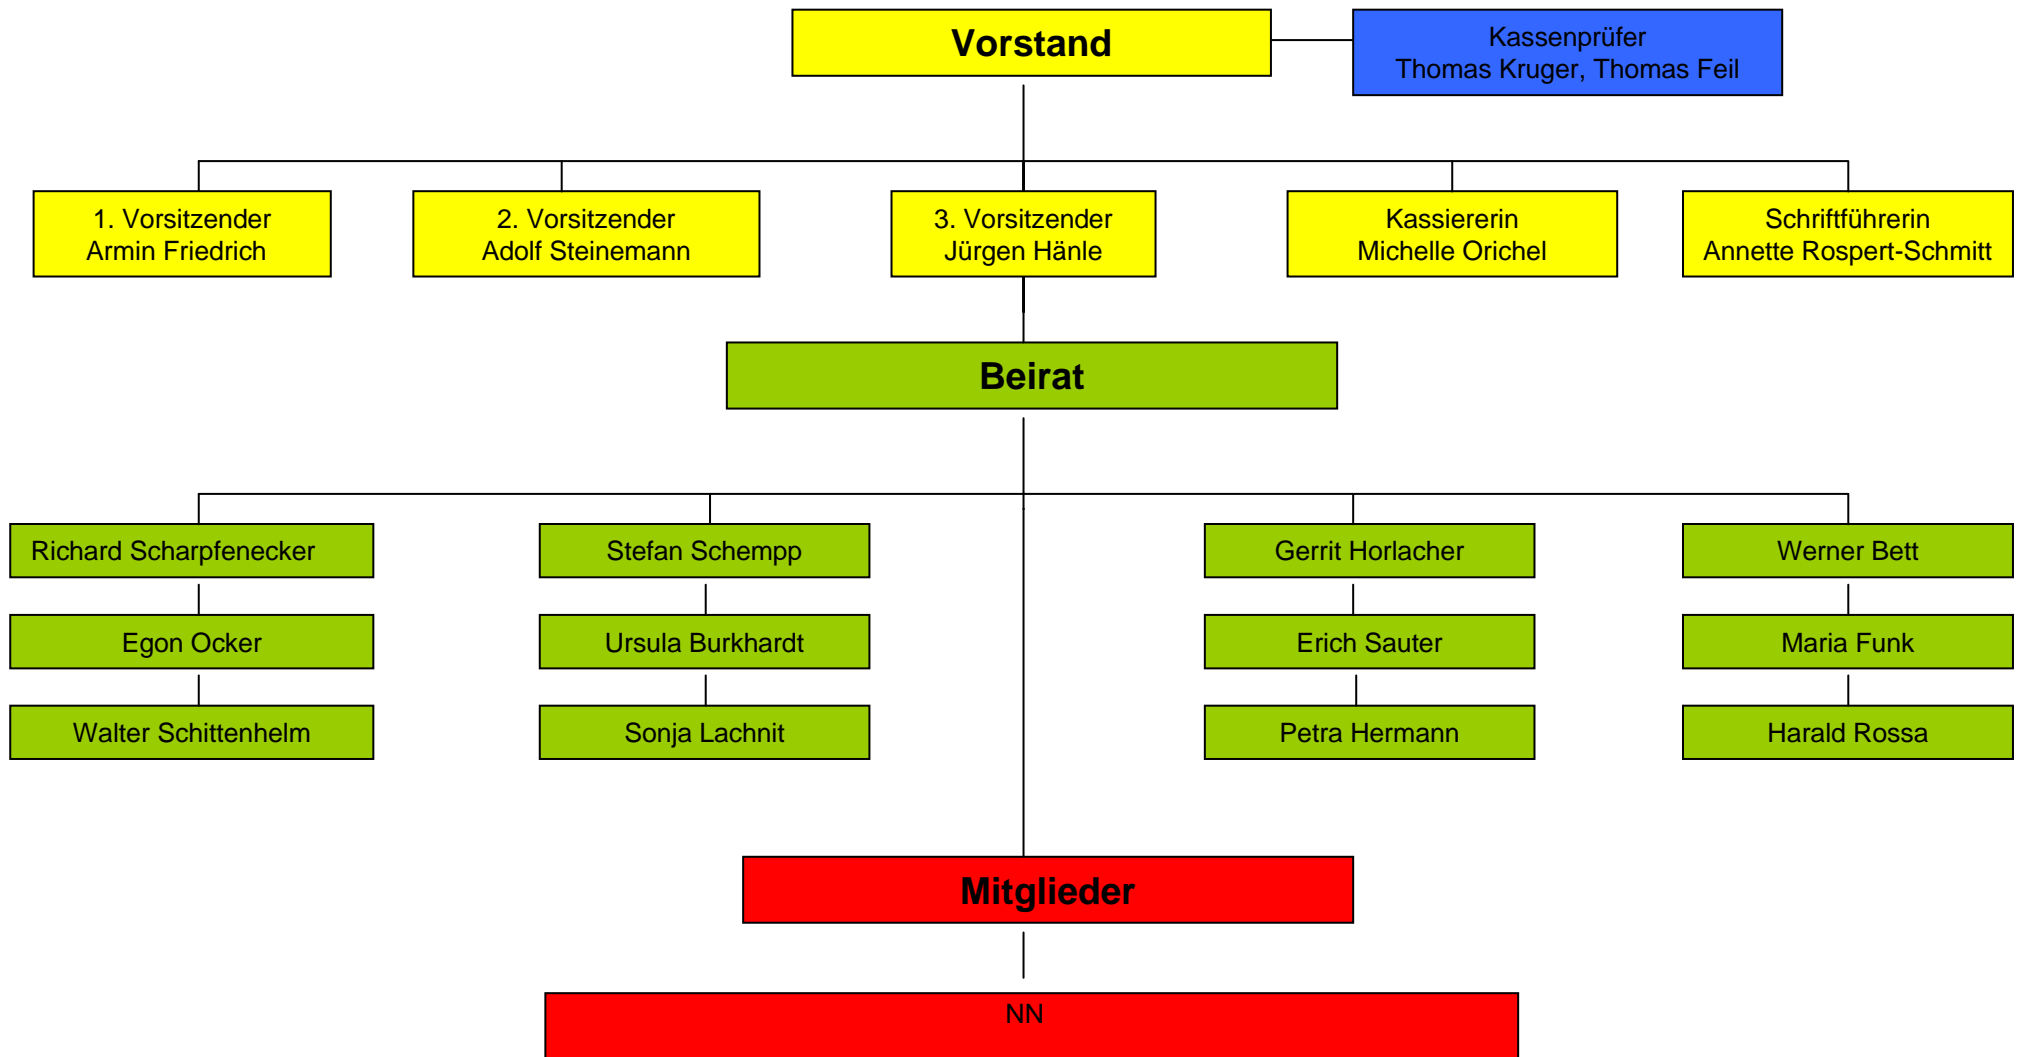 Vorstand
Kassenprüfer
Thomas Kruger, Thomas Feil
1. Vorsitzender
Armin Friedrich
2. Vorsitzender
Adolf Steinemann
3. Vorsitzender
Jürgen Hänle
Kassiererin
Michelle Orichel
Schriftführerin
Annette Rospert-Schmitt
Beirat
Richard Scharpfenecker
Stefan Schempp
Gerrit Horlacher
Werner Bett
Egon Ocker
Ursula Burkhardt
Erich Sauter
Maria Funk
Walter Schittenhelm
Sonja Lachnit
Petra Hermann
Harald Rossa
Mitglieder
NN